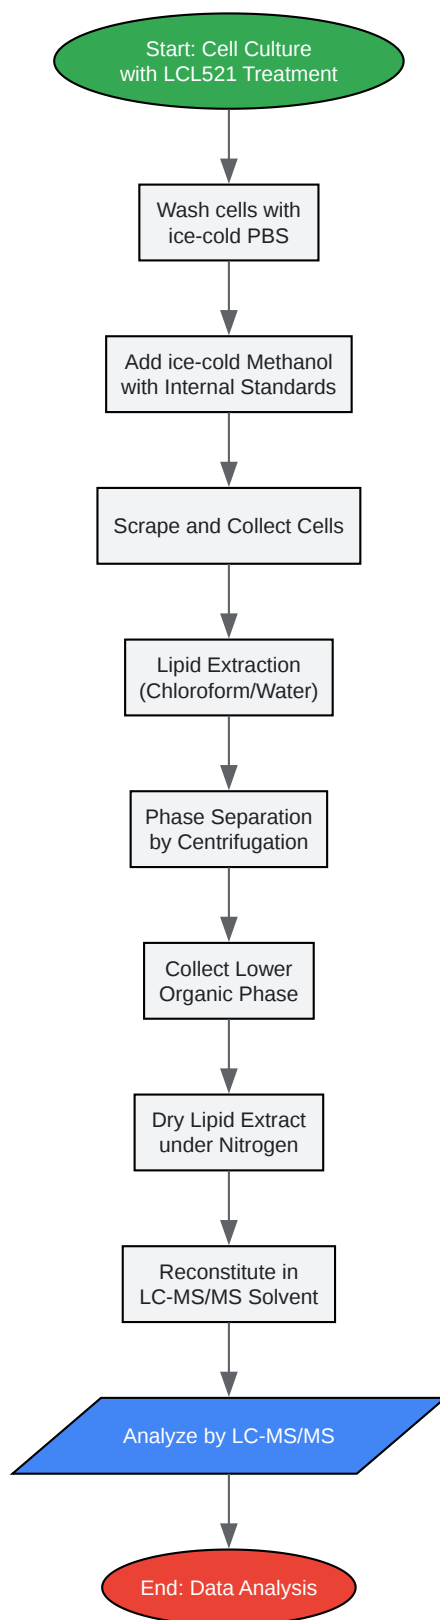 Start: Cell Culture
with LCL521 Treatment
Wash cells with
ice-cold PBS
Add ice-cold Methanol
with Internal Standards
Scrape and Collect Cells
Lipid Extraction
(Chloroform/Water)
Phase Separation
by Centrifugation
Collect Lower
Organic Phase
Dry Lipid Extract
under Nitrogen
Reconstitute in
LC-MS/MS Solvent
Analyze by LC-MS/MS
End: Data Analysis